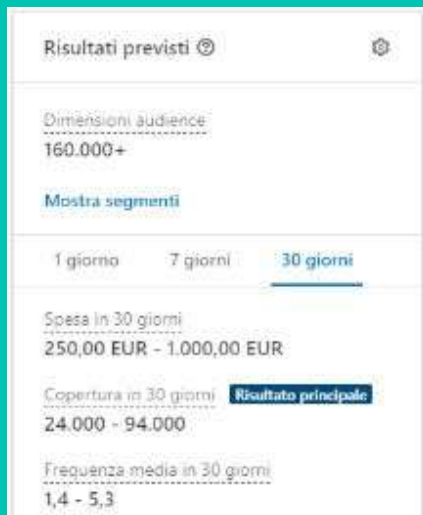 Risultati previsti
Dimensioni audience
160.000+
Mostra segmenti
1 giorno 7 giorni 30 giorni
Spesa in 30 giorni
250,00 EUR - 1.000,00 EUR
Copertura in 30 giorni Risultato principale
24.000 - 94.000
Frequenza media in 30 giorni
1,4 - 5,3